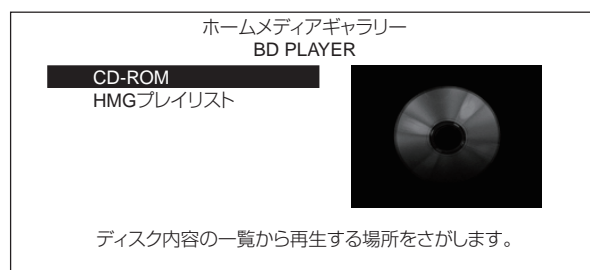 ホームメディアギャラリー
BD PLAYER
CD-ROM
HMGプレイリスト
ディスク内容の一覧から再生する場所をさがします。